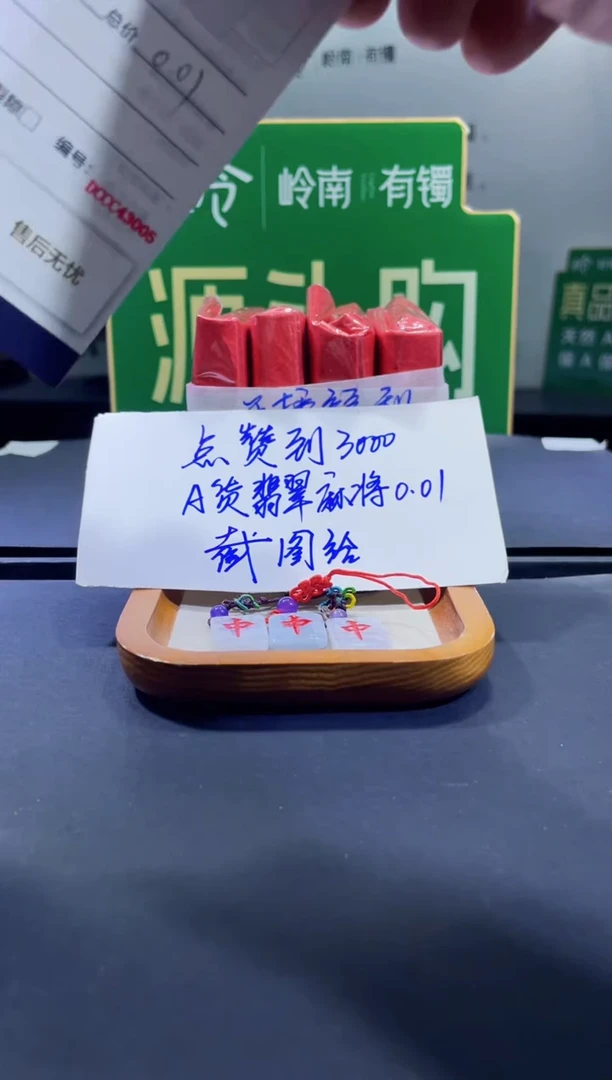 总价
0.01
编号:
DCCC43005
售后无忧
岭南 有镯
岭南 有镯
源头购
真品
点赞到3000
A货翡翠麻将0.01
截图给
中 中 中